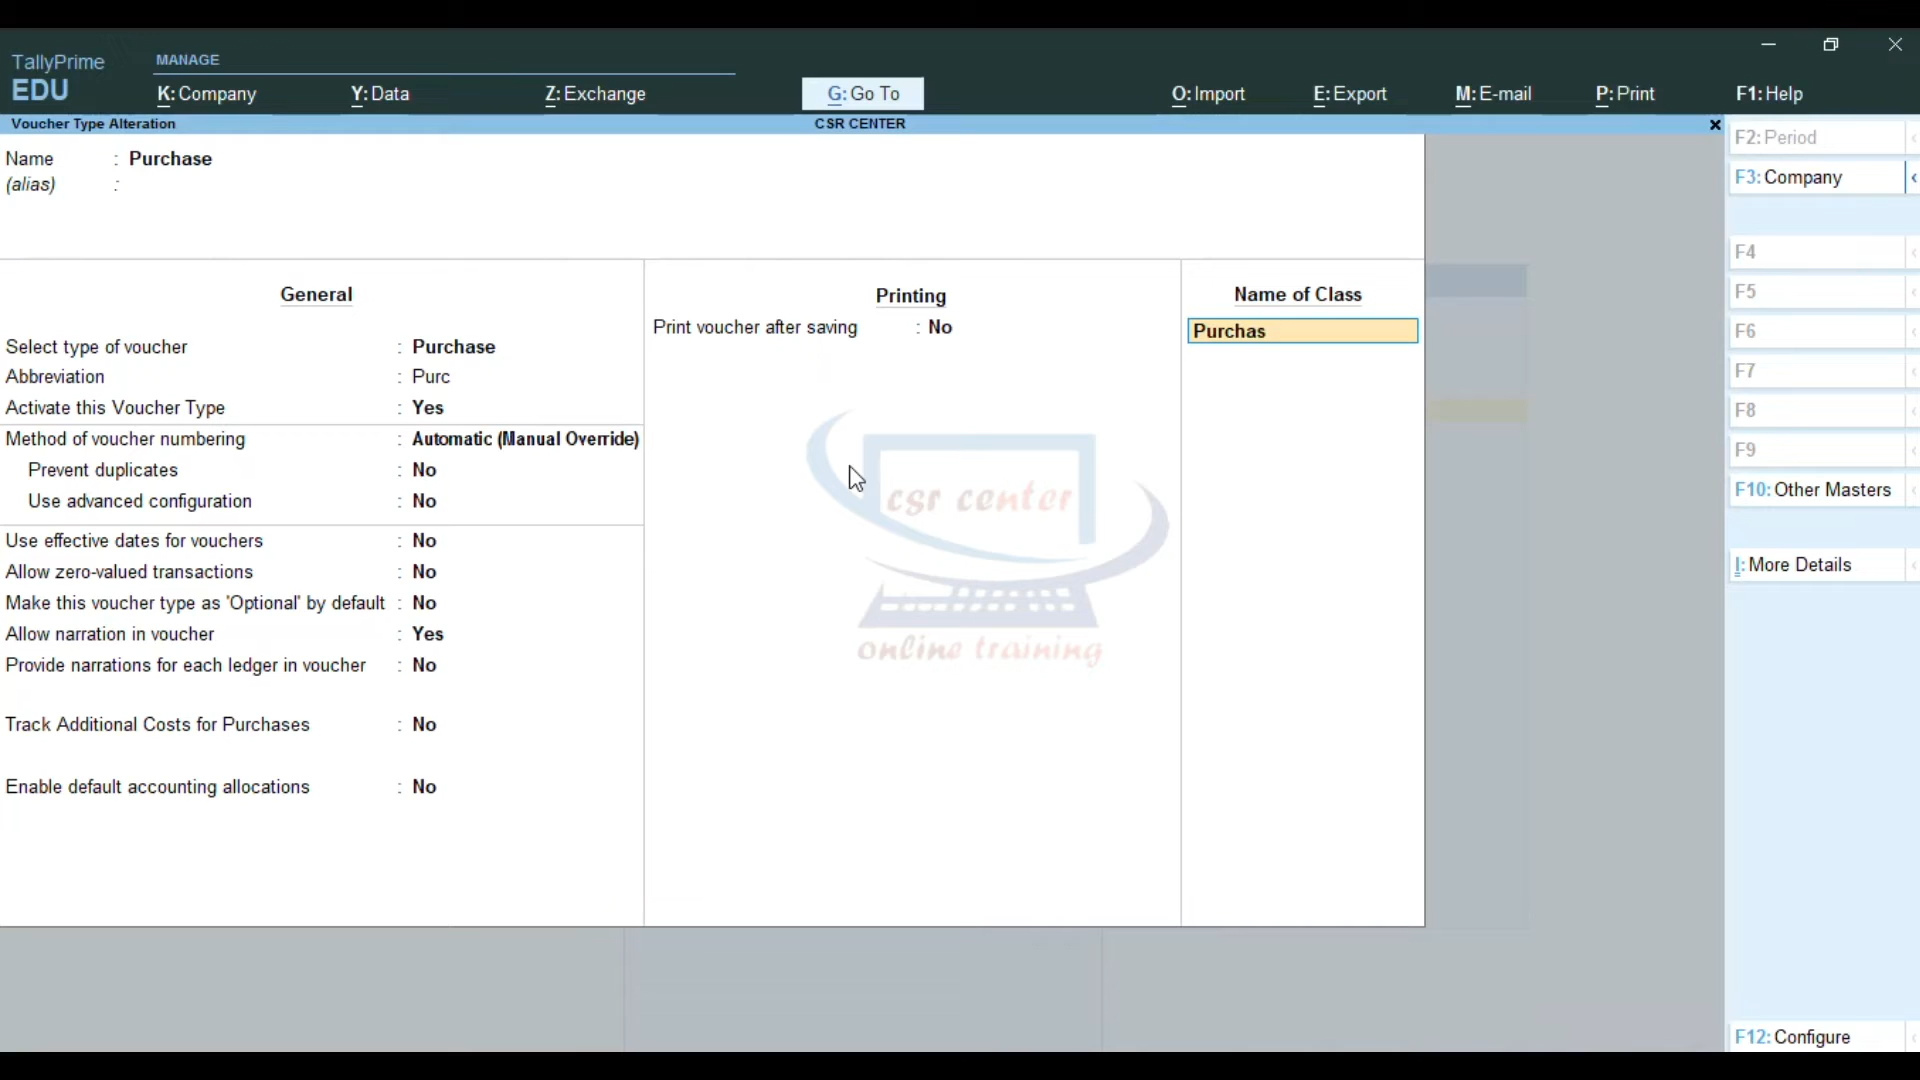 TallyPrime
EDU
MANAGE
K: Company
Y: Data
Z: Exchange
G: Go To
O: Import
E: Export
M: E-mail
P: Print
F1: Help
Voucher Type Alteration
CSR CENTER
Name : Purchase
(alias) :
General
Select type of voucher : Purchase
Abbreviation : Purc
Activate this Voucher Type : Yes
Method of voucher numbering : Automatic (Manual Override)
Prevent duplicates : No
Use advanced configuration : No
Use effective dates for vouchers : No
Allow zero-valued transactions : No
Make this voucher type as 'Optional' by default : No
Allow narration in voucher : Yes
Provide narrations for each ledger in voucher : No
Track Additional Costs for Purchases : No
Enable default accounting allocations : No
Printing
Print voucher after saving : No
csr center
online training
Name of Class
Purchas
F2: Period
F3: Company
F4
F5
F6
F7
F8
F9
F10: Other Masters
I: More Details
F12: Configure